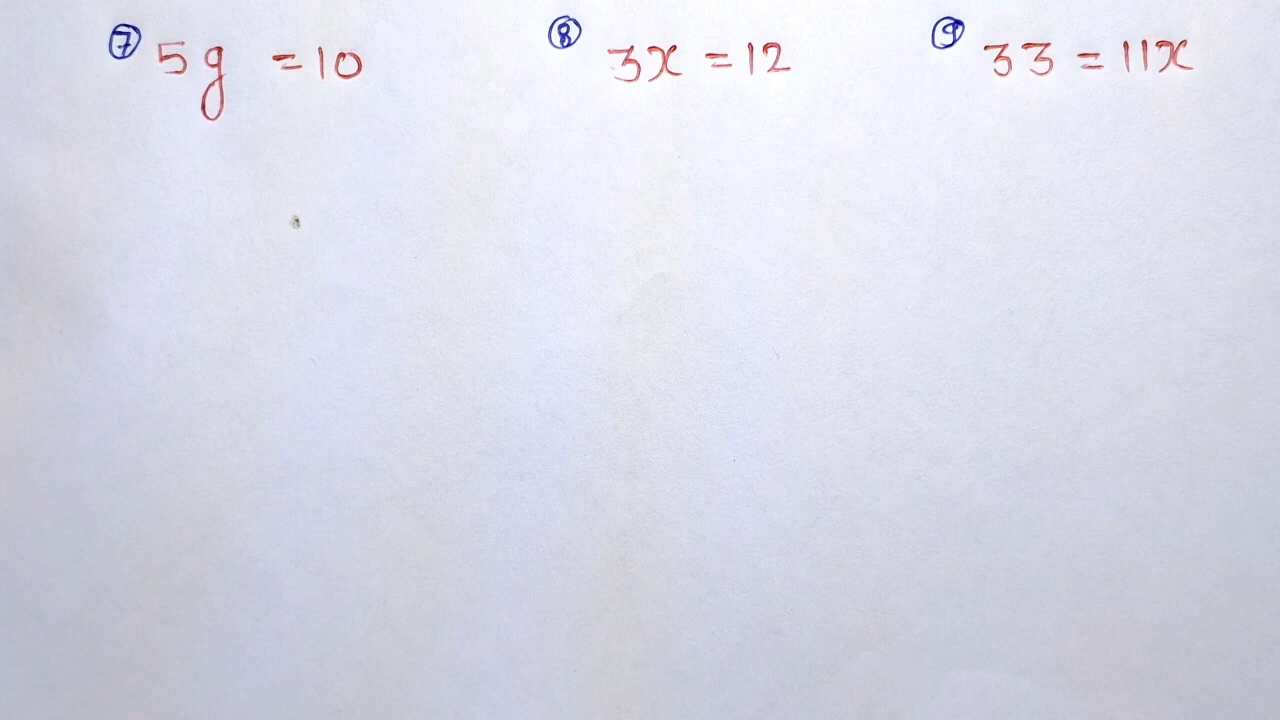 ⑦ 5g = 10
⑧ 3x = 12
⑨ 33 = 11x